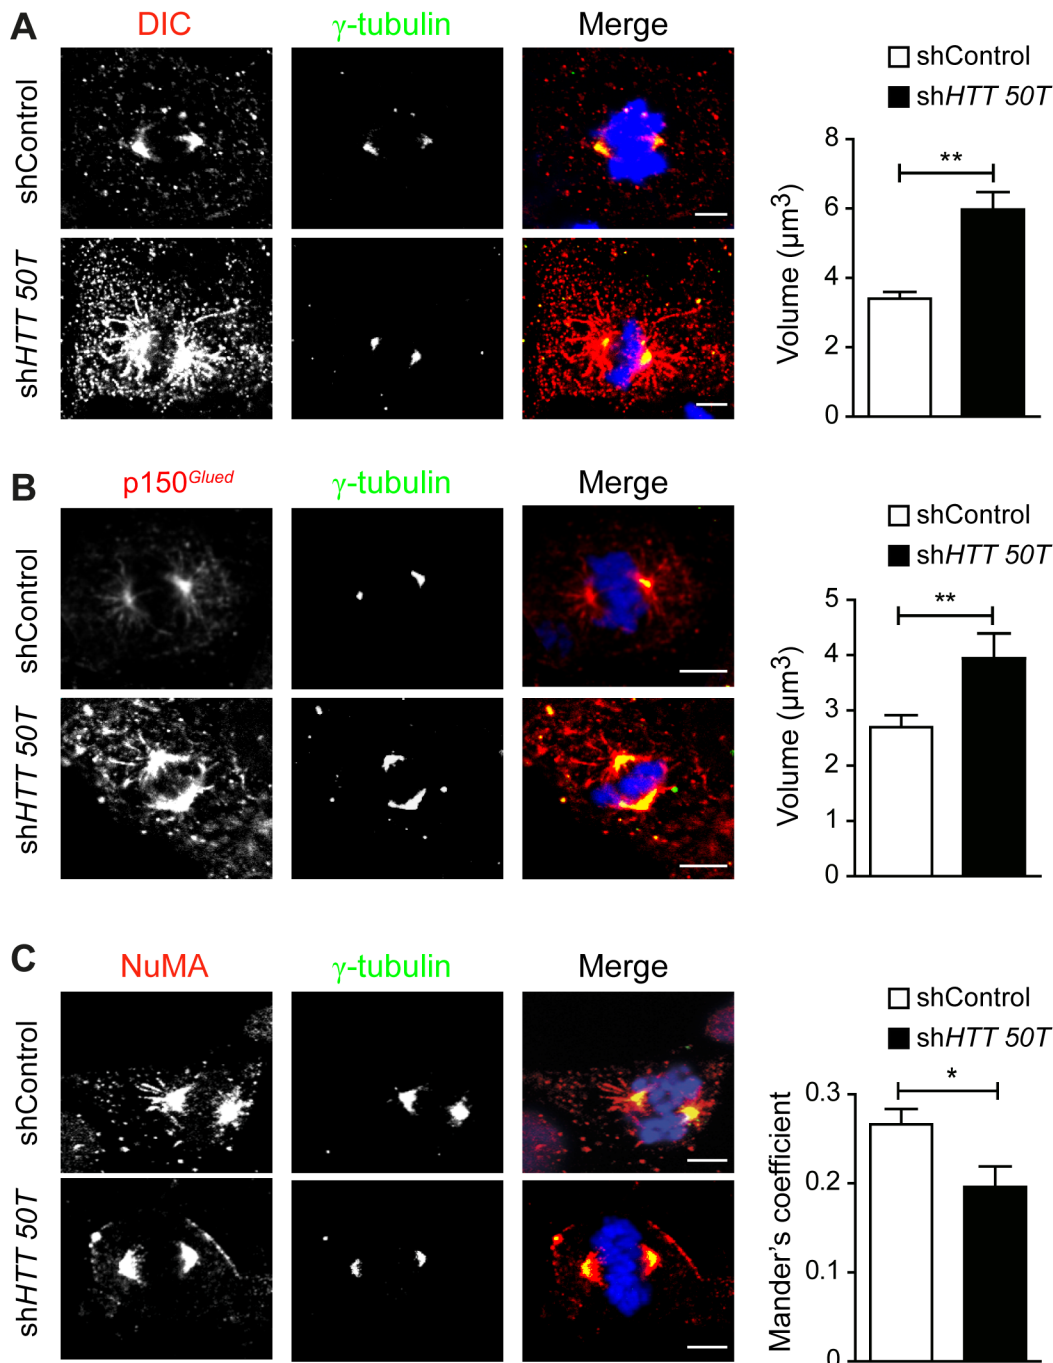 A
DIC
γ-tubulin
Merge
shControl
shHTT 50T
shControl
shHTT 50T
Volume (µm³)
8
6
4
2
0
**
B
p150Glued
γ-tubulin
Merge
shControl
shHTT 50T
shControl
shHTT 50T
Volume (µm³)
5
4
3
2
1
0
**
C
NuMA
γ-tubulin
Merge
shControl
shHTT 50T
shControl
shHTT 50T
Mander's coefficient
0.3
0.2
0.1
0
*